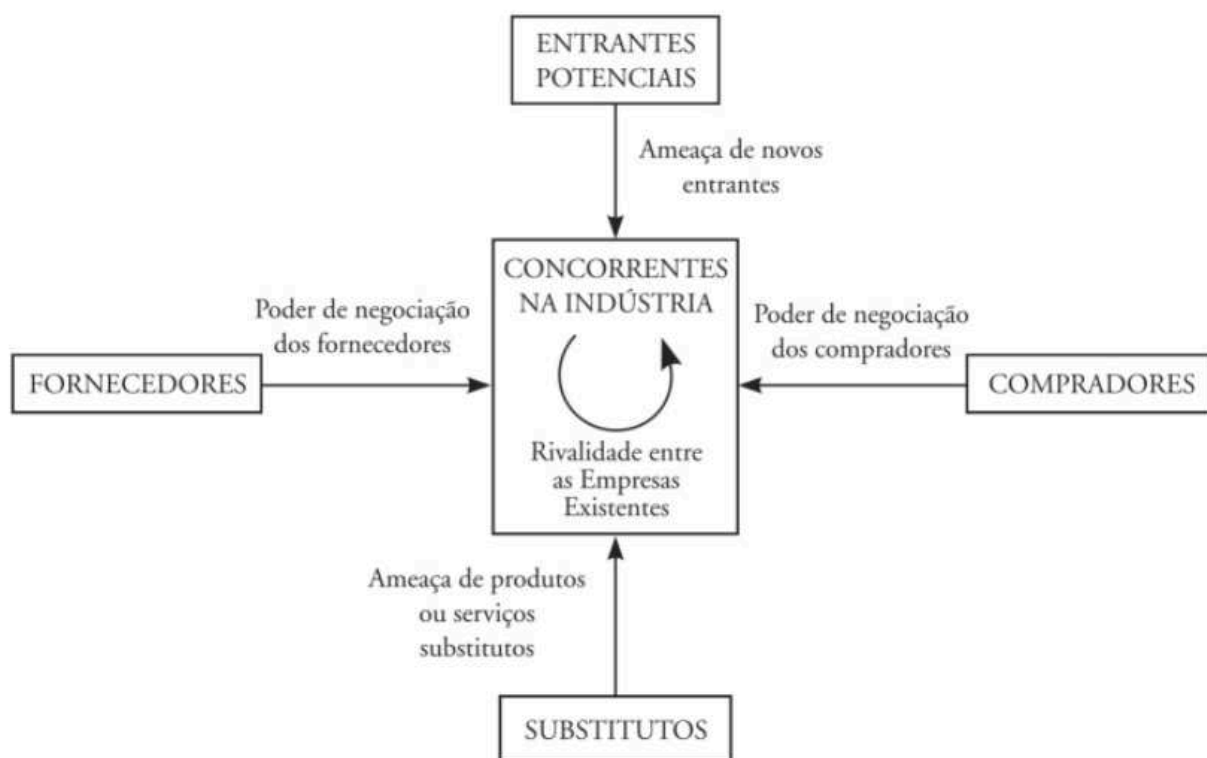 ENTRANTES
POTENCIAIS
Ameaça de novos
entrantes
CONCORRENTES
NA INDÚSTRIA
Poder de negociação
dos fornecedores
Poder de negociação
dos compradores
FORNECEDORES
COMPRADORES
Rivalidade entre
as Empresas
Existentes
Ameaça de produtos
ou serviços
substitutos
SUBSTITUTOS